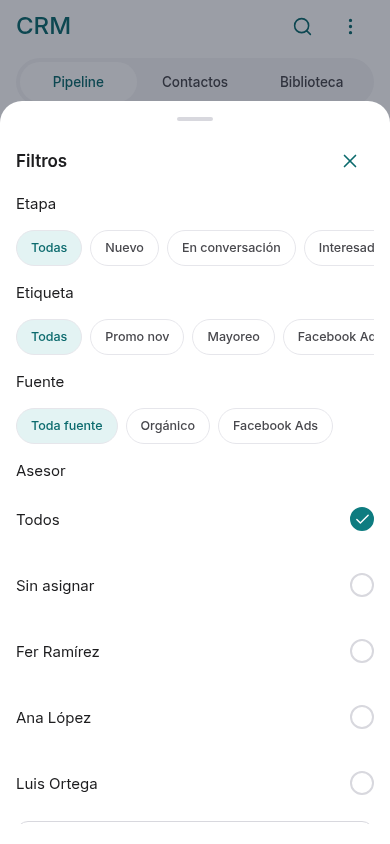 CRM
Pipeline Contactos Biblioteca
Filtros
Etapa
Todas Nuevo En conversación Interesad
Etiqueta
Todas Promo nov Mayoreo Facebook Ad
Fuente
Toda fuente Orgánico Facebook Ads
Asesor
Todos
Sin asignar
Fer Ramírez
Ana López
Luis Ortega